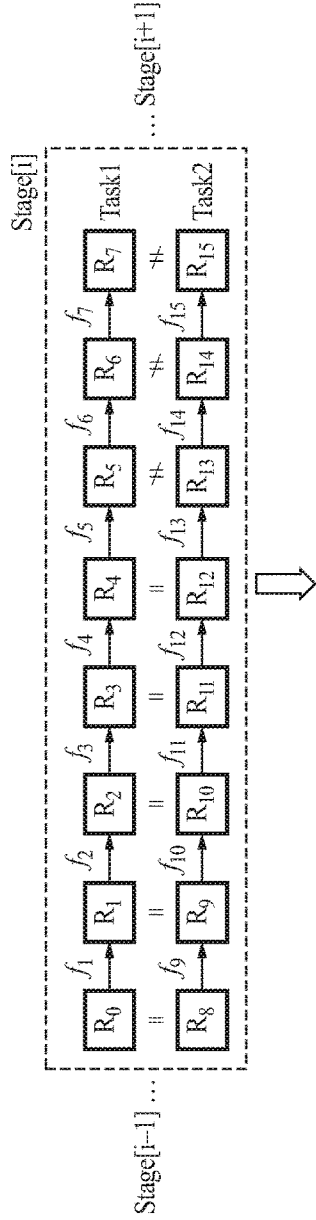 Stage[i]
f₁ f₂ f₃ f₄ f₅ f₆ f₇
R₀ R₁ R₂ R₃ R₄ R₅ R₆ R₇ Task1
Stage[i–1] ... = = = = = ≠ ≠ ≠ ... Stage[i+1]
f₉ f₁₀ f₁₁ f₁₂ f₁₃ f₁₄ f₁₅
R₈ R₉ R₁₀ R₁₁ R₁₂ R₁₃ R₁₄ R₁₅ Task2